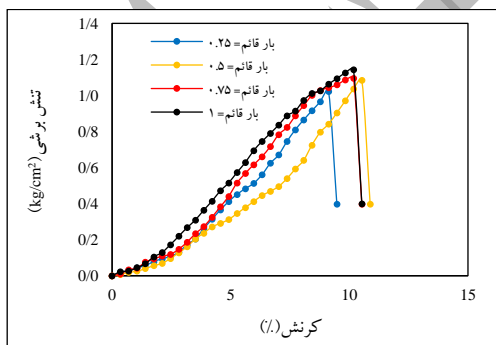 1/4
1/2
1/0
0/8
0/6
0/4
0/2
0/0
تنش برشی (kg/cm²)
بار قائم= ۰.۲۵
بار قائم= ۰.۵
بار قائم= ۰.۷۵
بار قائم= ۱
0 5 10 15
کرنش(٪)